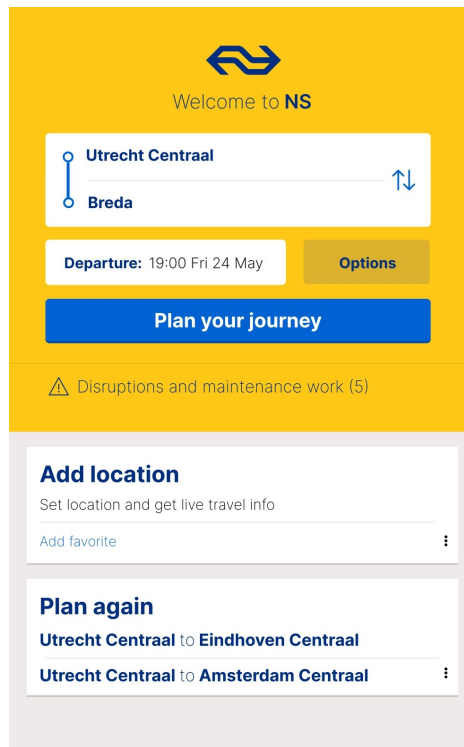 Welcome to NS
Utrecht Centraal
Breda
Departure: 19:00 Fri 24 May
Options
Plan your journey
Disruptions and maintenance work (5)
Add location
Set location and get live travel info
Add favorite
Plan again
Utrecht Centraal to Eindhoven Centraal
Utrecht Centraal to Amsterdam Centraal